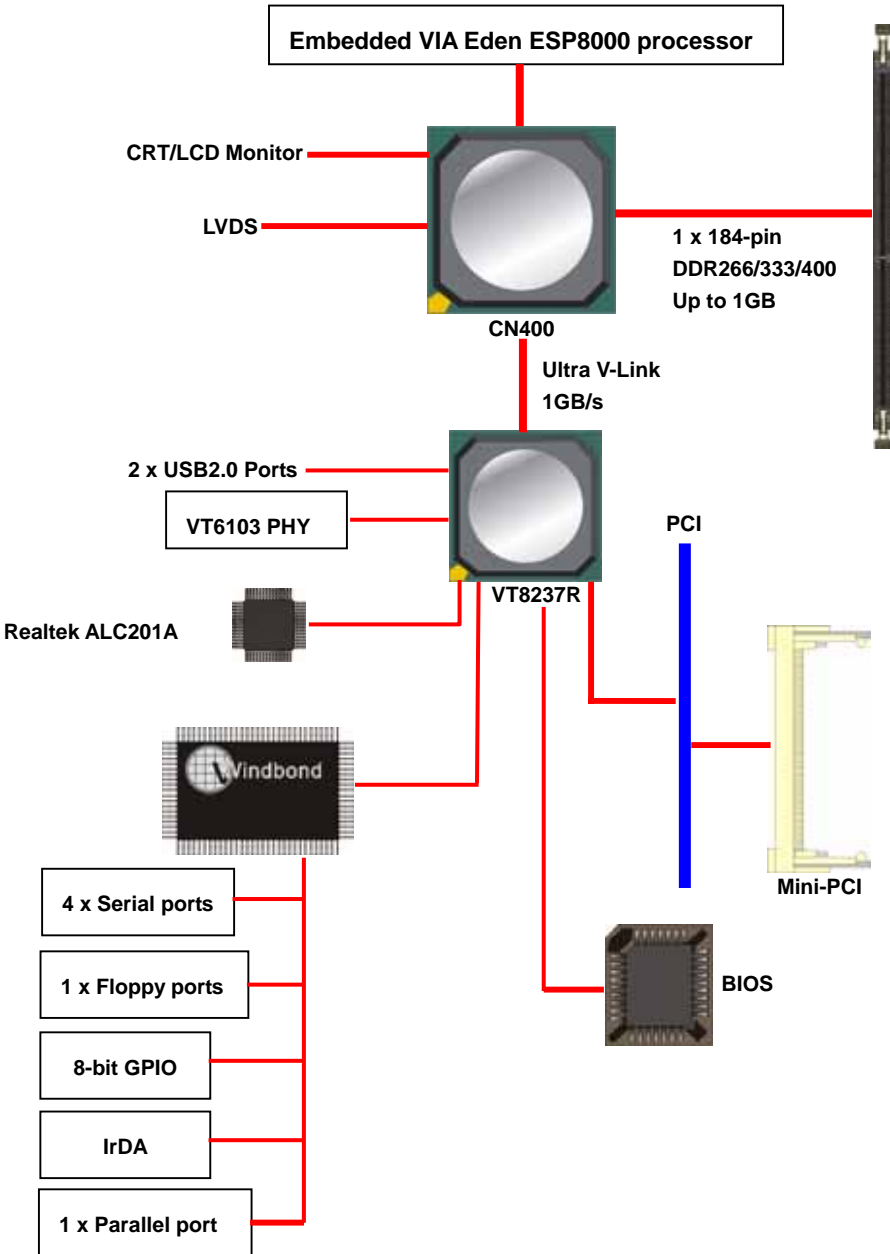 Embedded VIA Eden ESP8000 processor
CRT/LCD Monitor
LVDS
1 x 184-pin
DDR266/333/400
Up to 1GB
CN400
Ultra V-Link
1GB/s
2 x USB2.0 Ports
VT6103 PHY
PCI
VT8237R
Realtek ALC201A
Windbond
Mini-PCI
4 x Serial ports
BIOS
1 x Floppy ports
8-bit GPIO
IrDA
1 x Parallel port